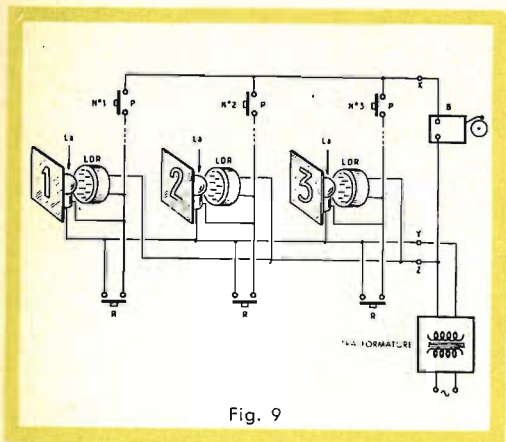 X
N°1 P N°2 P N°3 P B
La La La
LDR LDR LDR
1 2 3
Y
Z
R R R
~
Fig. 9